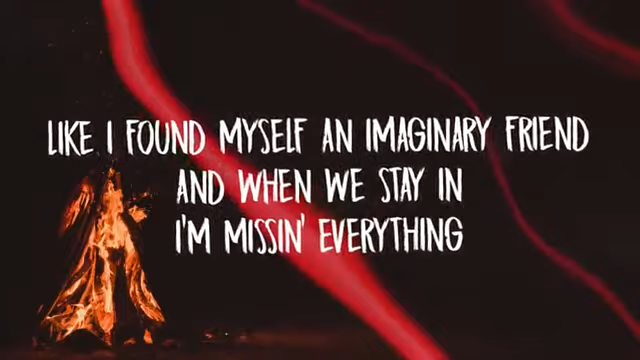 LIKE I FOUND MYSELF AN IMAGINARY FRIEND
AND WHEN WE STAY IN
I'M MISSIN' EVERYTHING